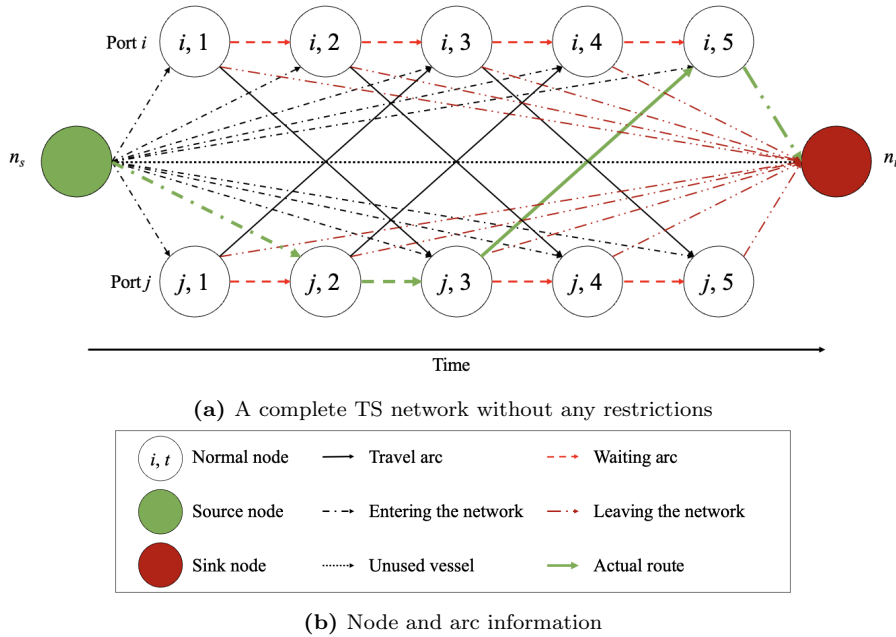 Port i
i, 1
i, 2
i, 3
i, 4
i, 5
n_s
Port j
j, 1
j, 2
j, 3
j, 4
j, 5
Time
(a) A complete TS network without any restrictions
i, t Normal node Travel arc Waiting arc
Source node Entering the network Leaving the network
Sink node Unused vessel Actual route
(b) Node and arc information